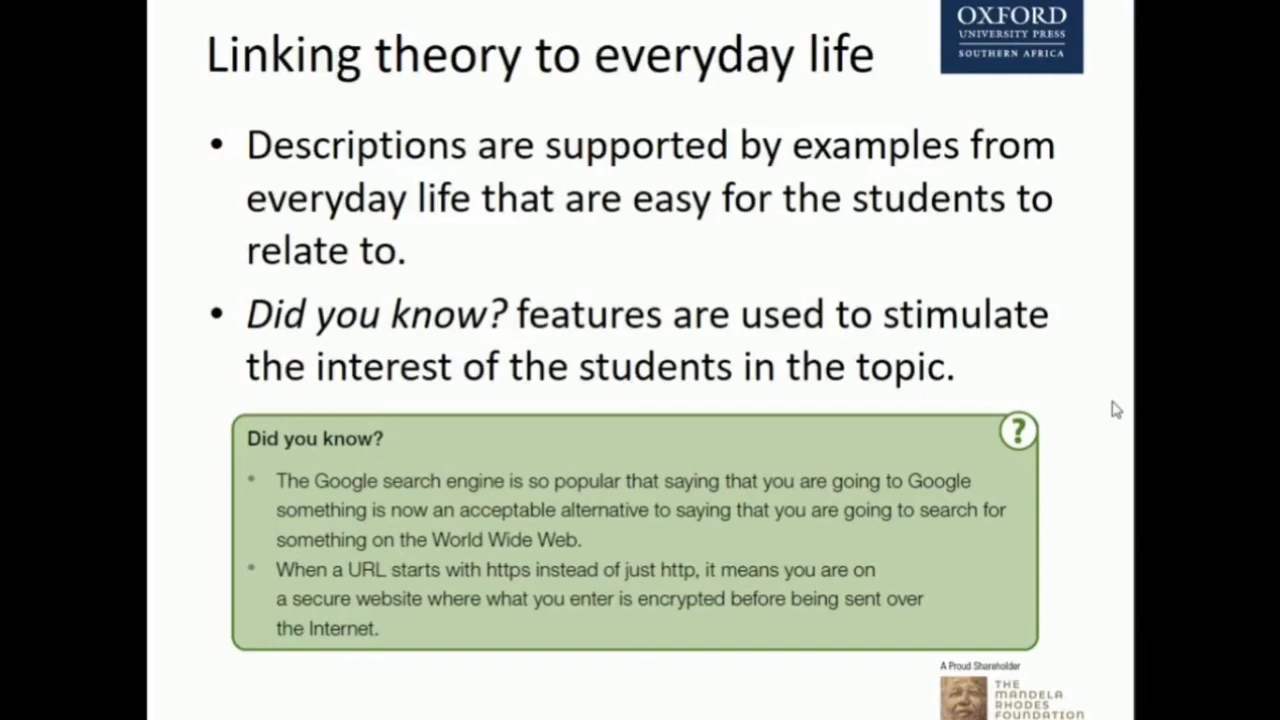 Linking theory to everyday life
OXFORD
UNIVERSITY PRESS
SOUTHERN AFRICA
• Descriptions are supported by examples from
everyday life that are easy for the students to
relate to.
• Did you know? features are used to stimulate
the interest of the students in the topic.
Did you know?
?
• The Google search engine is so popular that saying that you are going to Google
something is now an acceptable alternative to saying that you are going to search for
something on the World Wide Web.
• When a URL starts with https instead of just http, it means you are on
a secure website where what you enter is encrypted before being sent over
the Internet.
A Proud Shareholder
THE
MANDELA
RHODES
FOUNDATION